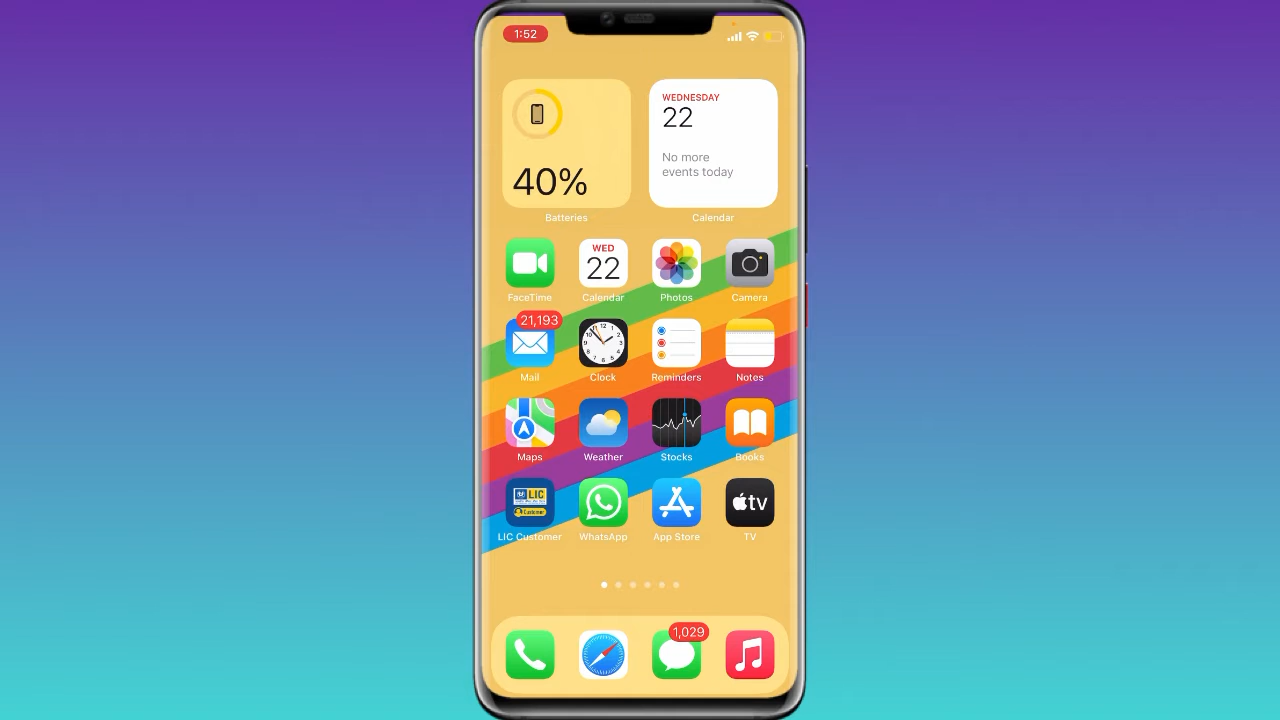 1:52
40%
Batteries
WEDNESDAY
22
No more
events today
Calendar
FaceTime
WED
22
Calendar
Photos
Camera
21,193
Mail
Clock
Reminders
Notes
Maps
Weather
Stocks
Books
LIC
Customer
LIC Customer
WhatsApp
App Store
tv
TV
1,029